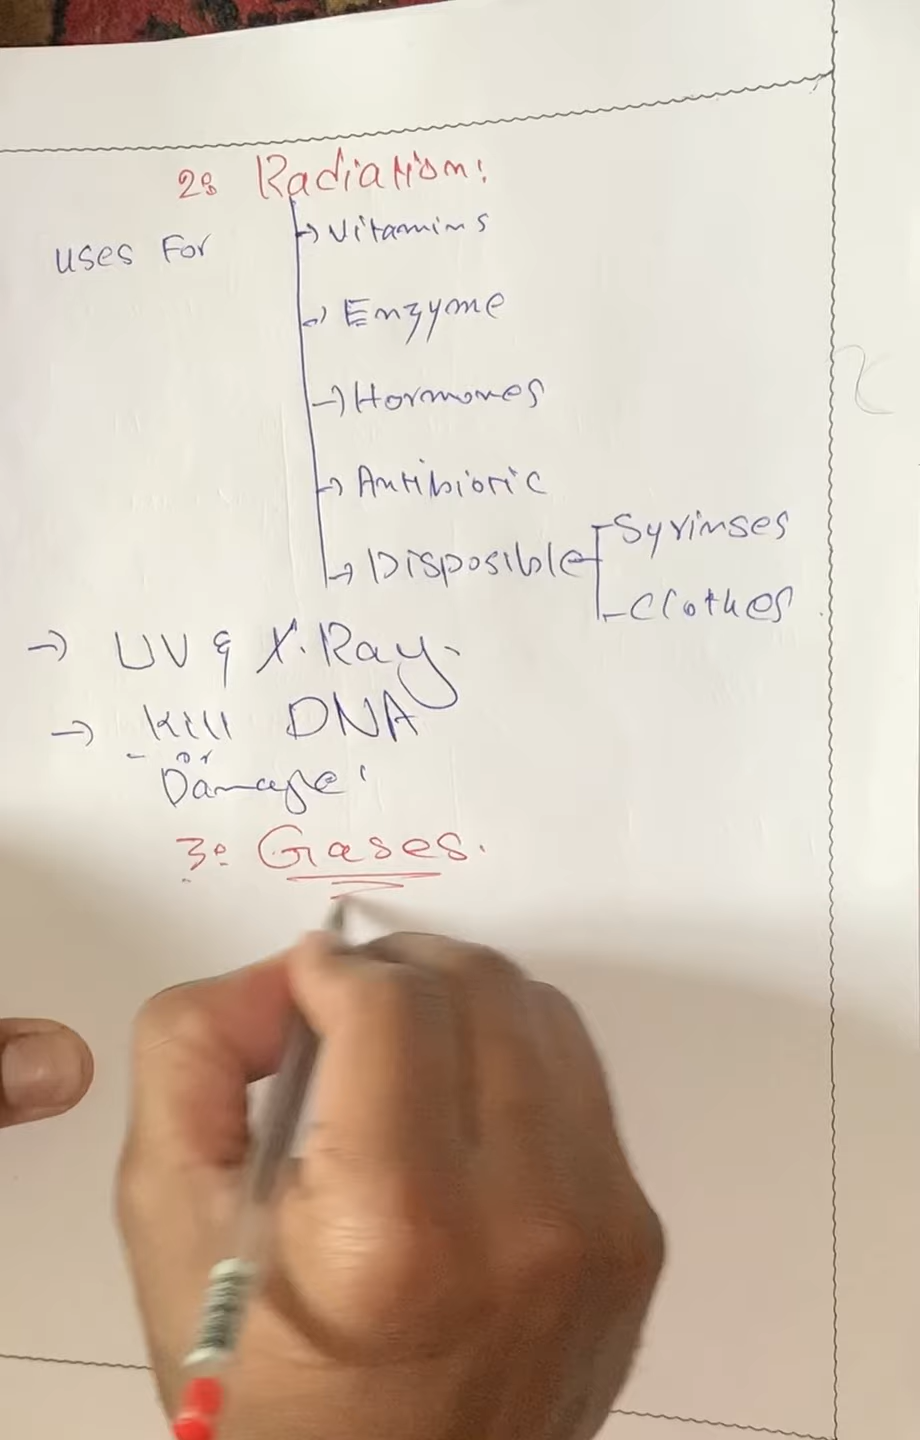 2: Radiation:
uses For
→ Vitamins
→ Enzyme
→ Hormones
→ Antibiotic
→ Disposible
Syrinses
Clothes
→ UV & X.Ray.
→ Kill DNA
or
Damage
3: Gases.